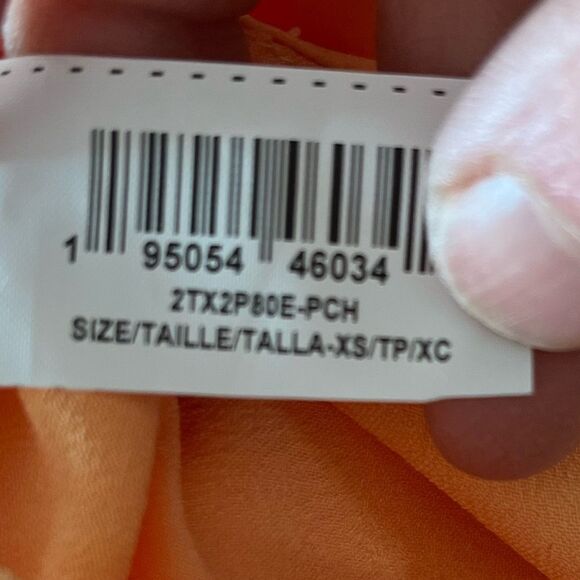 1 95054 46034
2TX2P80E-PCH
SIZE/TAILLE/TALLA-XS/TP/XC